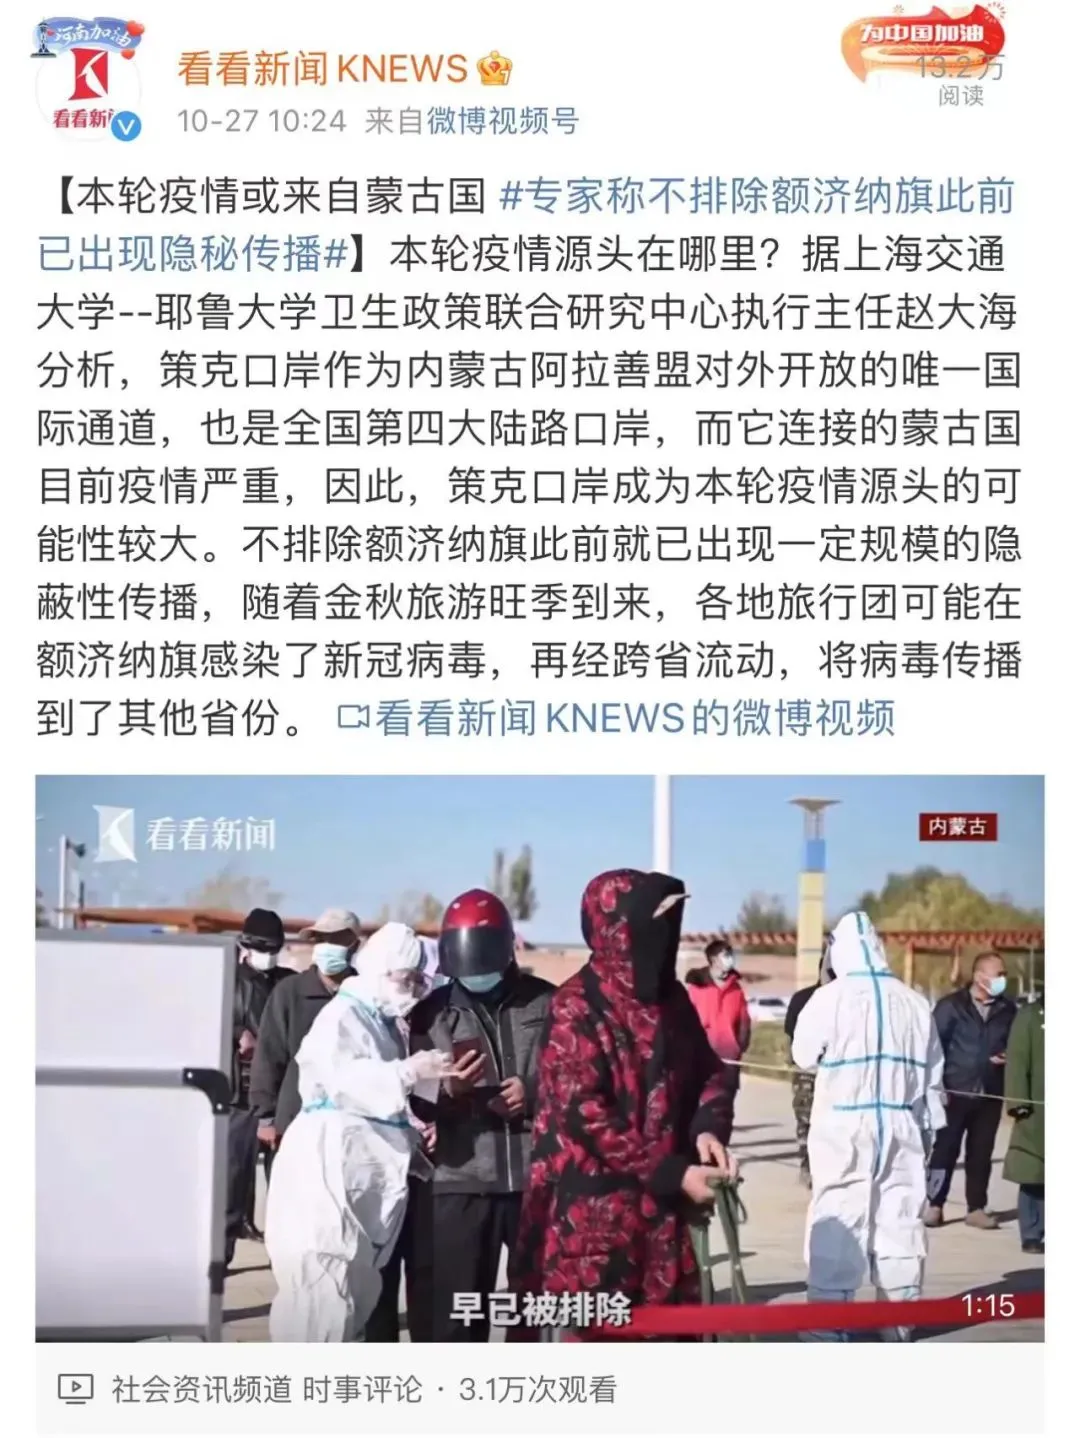 河南加油
看看新闻KNEWS
为中国加油
13.2万
阅读
看看新
10-27 10:24 来自微博视频号
【本轮疫情或来自蒙古国 #专家称不排除额济纳旗此前
已出现隐秘传播#】本轮疫情源头在哪里？据上海交通
大学--耶鲁大学卫生政策联合研究中心执行主任赵大海
分析，策克口岸作为内蒙古阿拉善盟对外开放的唯一国
际通道，也是全国第四大陆路口岸，而它连接的蒙古国
目前疫情严重，因此，策克口岸成为本轮疫情源头的可
能性较大。不排除额济纳旗此前就已出现一定规模的隐
蔽性传播，随着金秋旅游旺季到来，各地旅行团可能在
额济纳旗感染了新冠病毒，再经跨省流动，将病毒传播
到了其他省份。 看看新闻KNEWS的微博视频
看看新闻
内蒙古
早已被排除
1:15
社会资讯频道 时事评论 · 3.1万次观看